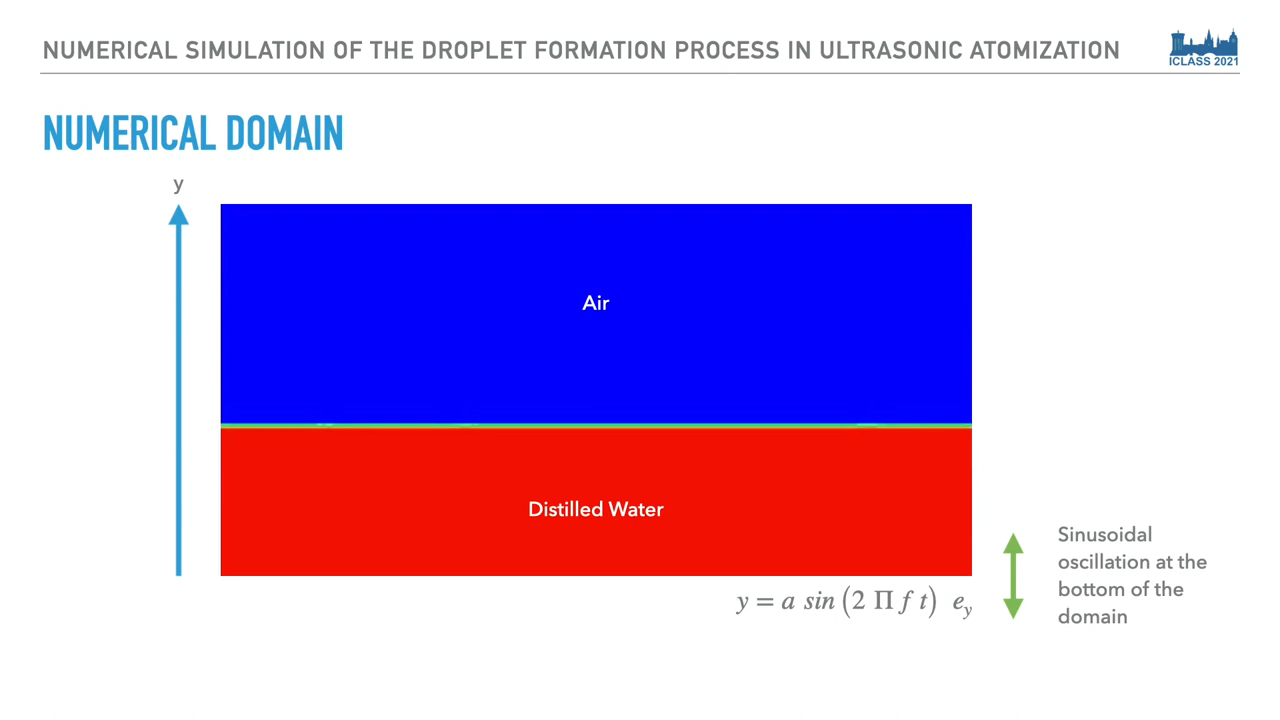 NUMERICAL SIMULATION OF THE DROPLET FORMATION PROCESS IN ULTRASONIC ATOMIZATION
ICLASS 2021
NUMERICAL DOMAIN
y
Air
Distilled Water
y = a sin (2 Π f t) e_y
Sinusoidal
oscillation at the
bottom of the
domain